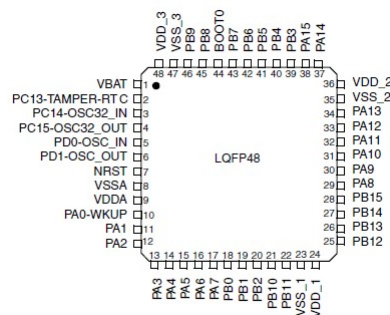 VDD_3
VSS_3
PB9
PB8
BOOT0
PB7
PB6
PB5
PB4
PB3
PA15
PA14
48 47 46 45 44 43 42 41 40 39 38 37
VBAT 1
PC13-TAMPER-RTC 2
PC14-OSC32_IN 3
PC15-OSC32_OUT 4
PD0-OSC_IN 5
PD1-OSC_OUT 6
NRST 7
VSSA 8
VDDA 9
PA0-WKUP 10
PA1 11
PA2 12
LQFP48
36 VDD_2
35 VSS_2
34 PA13
33 PA12
32 PA11
31 PA10
30 PA9
29 PA8
28 PB15
27 PB14
26 PB13
25 PB12
13 14 15 16 17 18 19 20 21 22 23 24
PA3
PA4
PA5
PA6
PA7
PB0
PB1
PB2
PB10
PB11
VSS_1
VDD_1